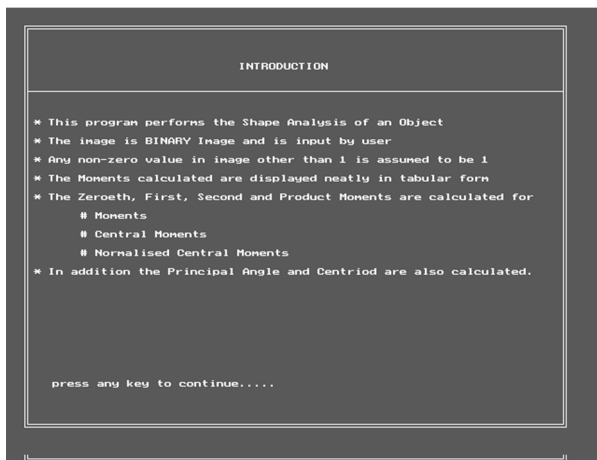 INTRODUCTION
* This program performs the Shape Analysis of an Object
* The image is BINARY Image and is input by user
* Any non-zero value in image other than 1 is assumed to be 1
* The Moments calculated are displayed neatly in tabular form
* The Zeroeth, First, Second and Product Moments are calculated for
# Moments
# Central Moments
# Normalised Central Moments
* In addition the Principal Angle and Centriod are also calculated.
press any key to continue.....